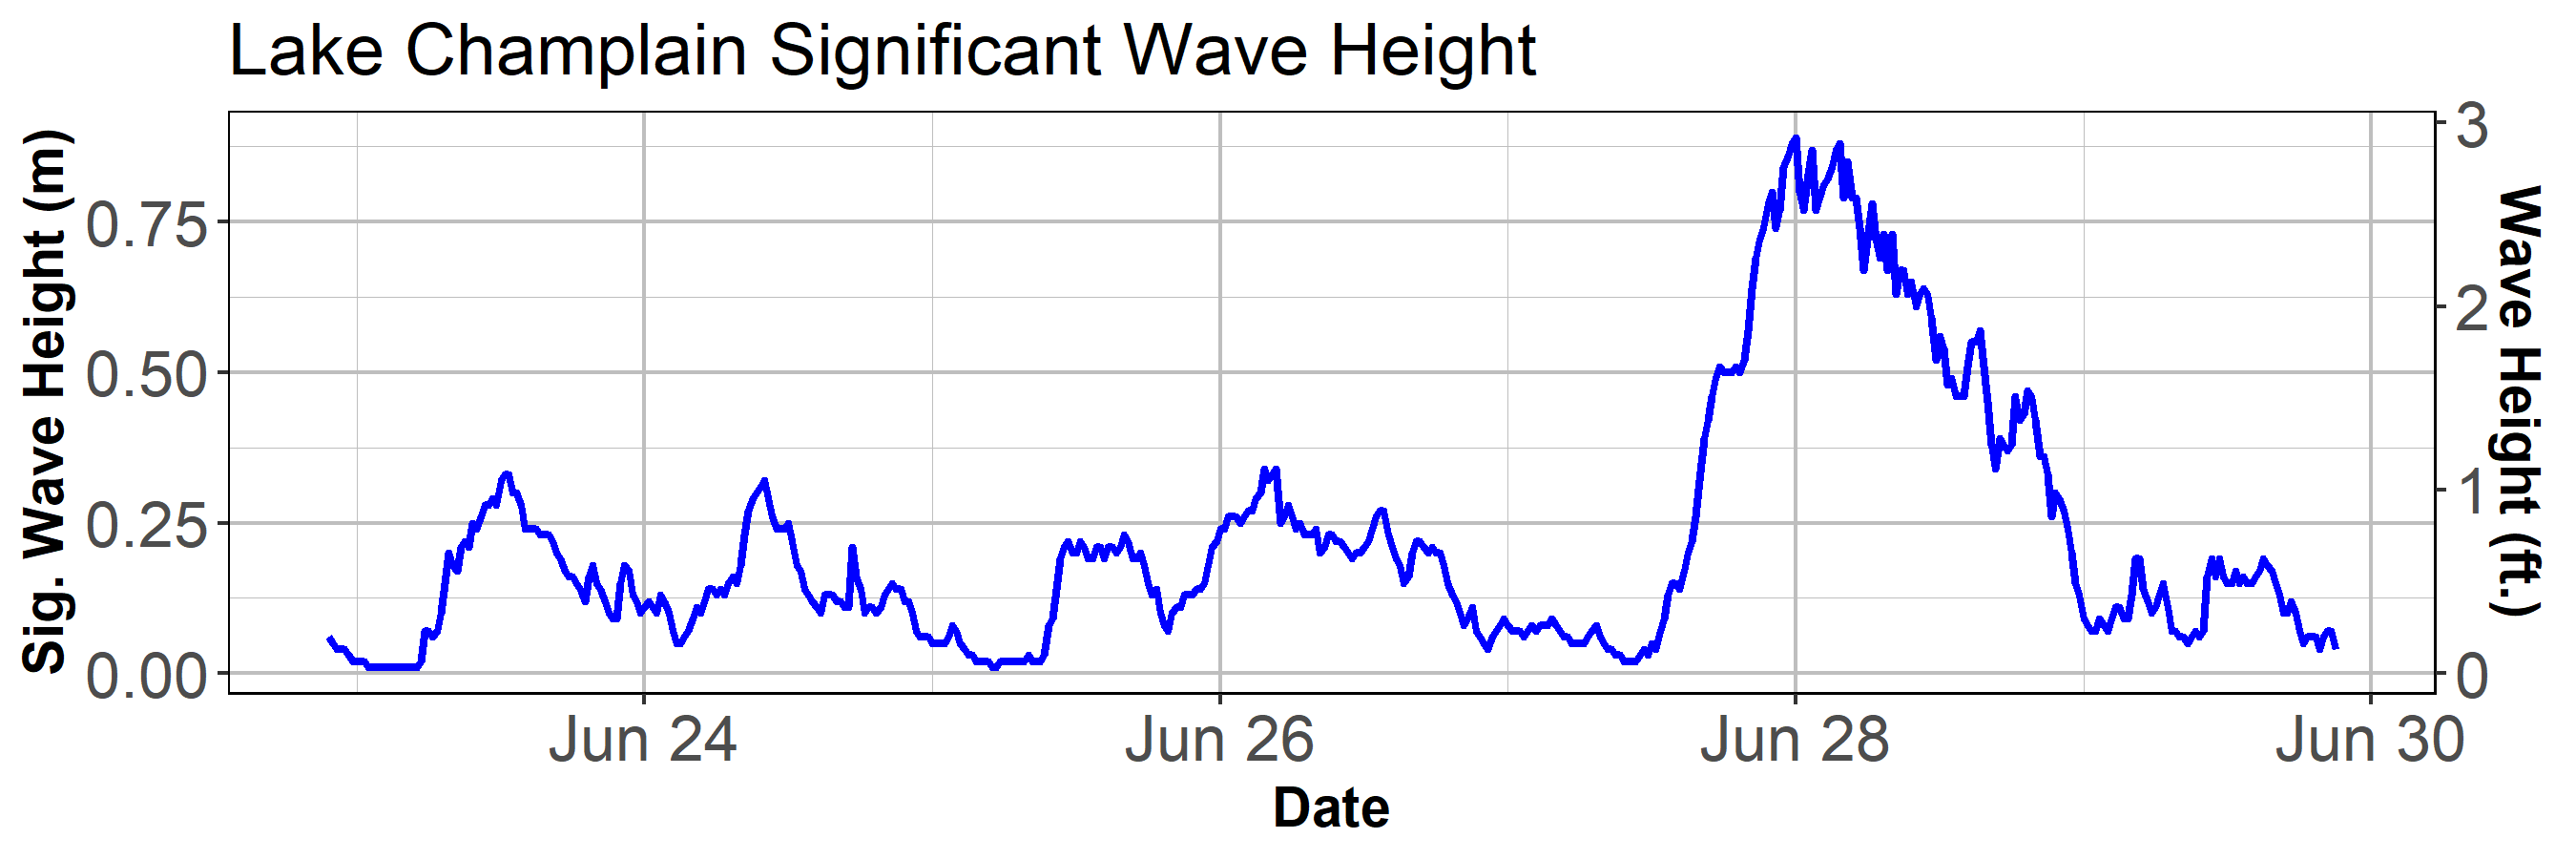 Lake Champlain Significant Wave Height
Sig. Wave Height (m)
0.75
0.50
0.25
0.00
3
2
1
0
Wave Height (ft.)
Jun 24
Jun 26
Jun 28
Jun 30
Date